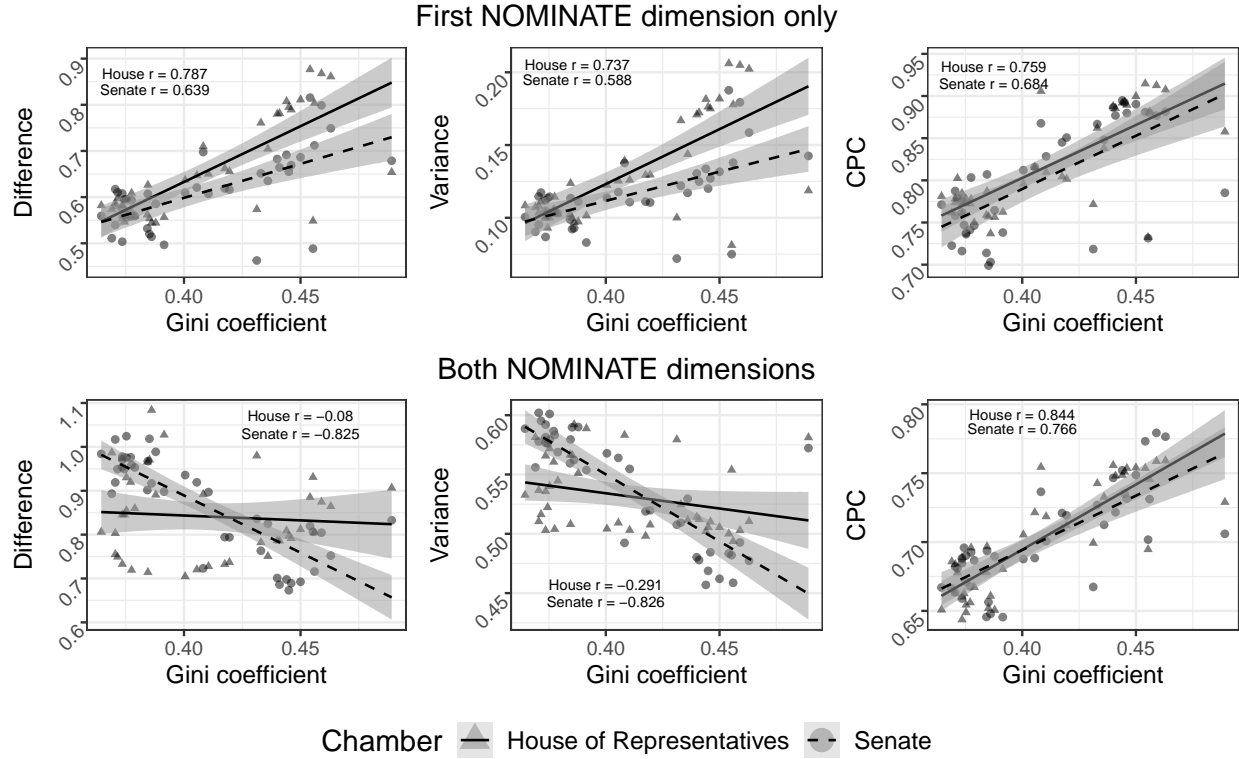 First NOMINATE dimension only
House r = 0.787
Senate r = 0.639
Difference
0.9
0.8
0.7
0.6
0.5
0.40 0.45
Gini coefficient
House r = 0.737
Senate r = 0.588
Variance
0.20
0.15
0.10
0.40 0.45
Gini coefficient
House r = 0.759
Senate r = 0.684
CPC
0.95
0.90
0.85
0.80
0.75
0.70
0.40 0.45
Gini coefficient
Both NOMINATE dimensions
House r = −0.08
Senate r = −0.825
Difference
1.1
1.0
0.9
0.8
0.7
0.6
0.40 0.45
Gini coefficient
House r = −0.291
Senate r = −0.826
Variance
0.60
0.55
0.50
0.45
0.40 0.45
Gini coefficient
House r = 0.844
Senate r = 0.766
CPC
0.80
0.75
0.70
0.65
0.40 0.45
Gini coefficient
Chamber House of Representatives Senate